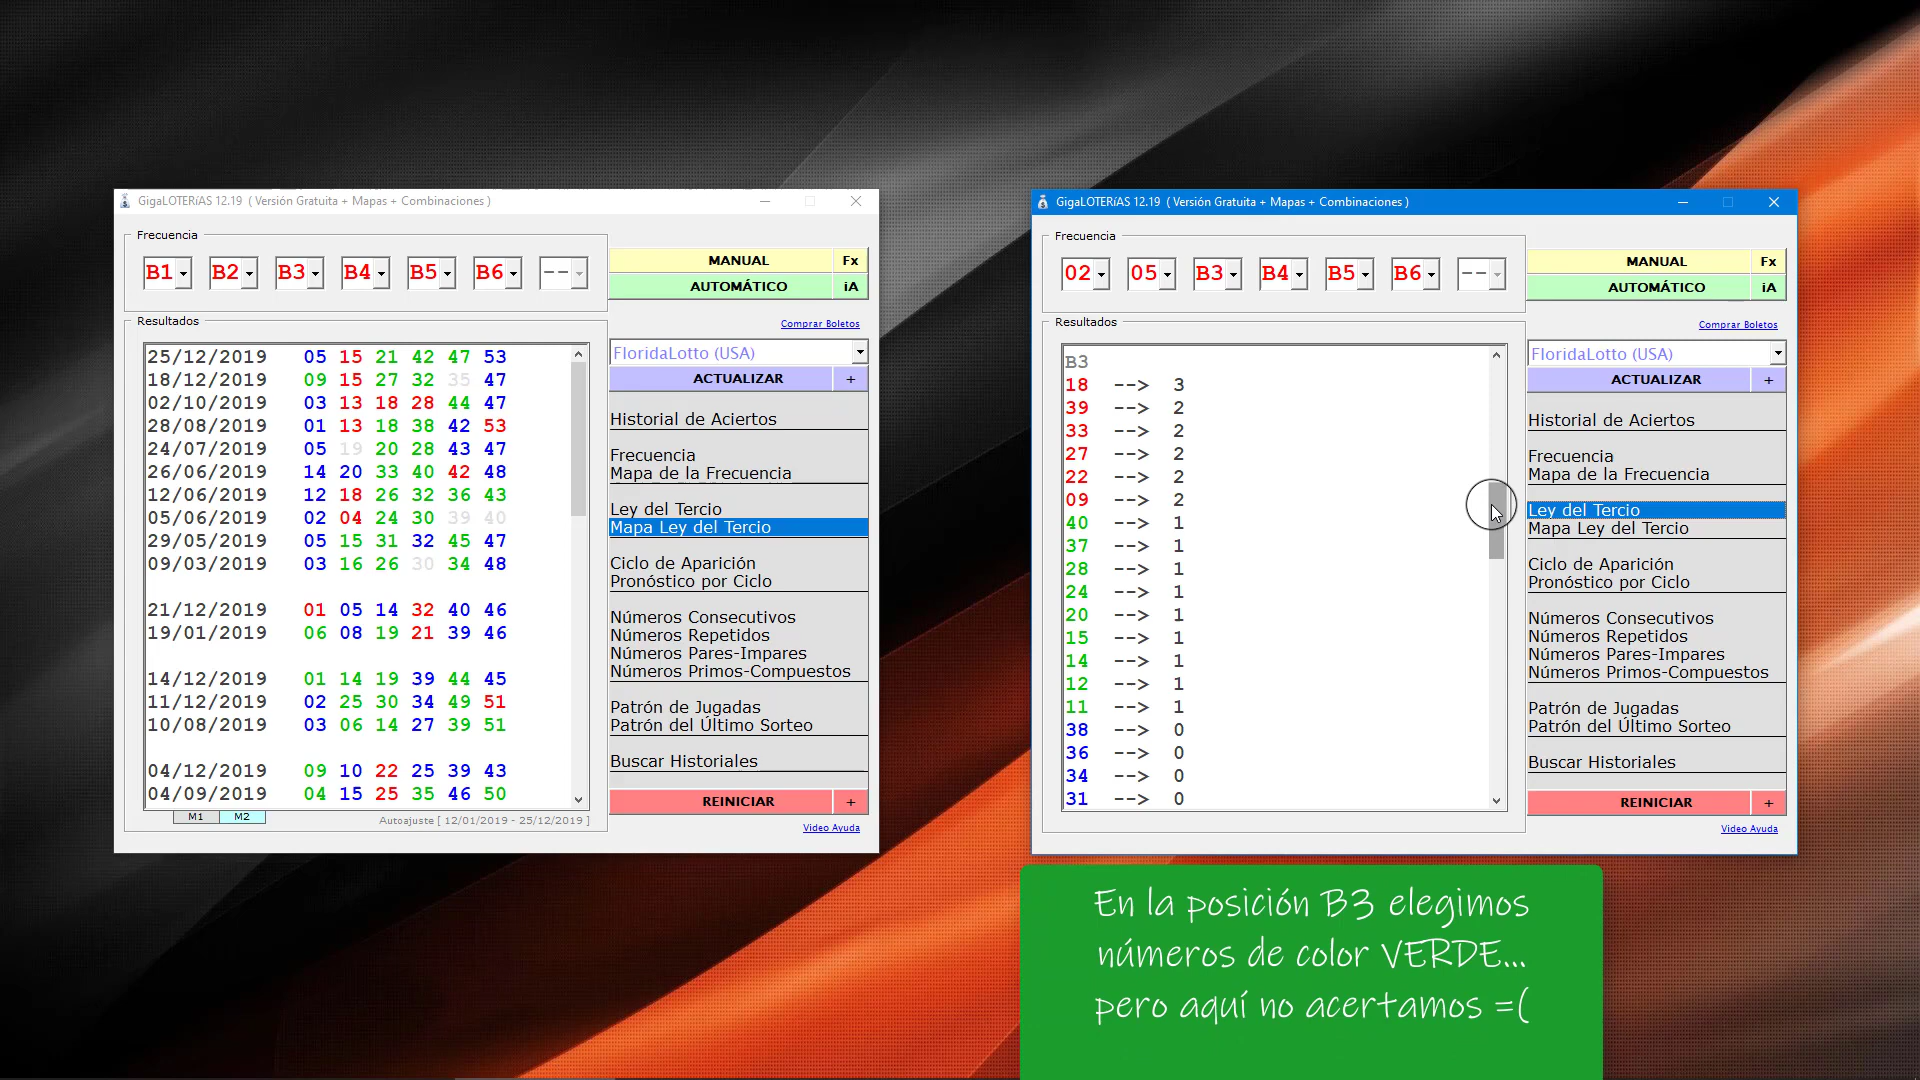 GigaLOTERíAS 12.19 ( Versión Gratuita + Mapas + Combinaciones )
Frecuencia
B1 B2 B3 B4 B5 B6 --
MANUAL Fx
AUTOMÁTICO iA
Comprar Boletos
Resultados
25/12/2019 05 15 21 42 47 53
18/12/2019 09 15 27 32 35 47
02/10/2019 03 13 18 28 44 47
28/08/2019 01 13 18 38 42 53
24/07/2019 05 19 20 28 43 47
26/06/2019 14 20 33 40 42 48
12/06/2019 12 18 26 32 36 43
05/06/2019 02 04 24 30 39 40
29/05/2019 05 15 31 32 45 47
09/03/2019 03 16 26 30 34 48
21/12/2019 01 05 14 32 40 46
19/01/2019 06 08 19 21 39 46
14/12/2019 01 14 19 39 44 45
11/12/2019 02 25 30 34 49 51
10/08/2019 03 06 14 27 39 51
04/12/2019 09 10 22 25 39 43
04/09/2019 04 15 25 35 46 50
M1 M2
Autoajuste [ 12/01/2019 - 25/12/2019 ]
FloridaLotto (USA)
ACTUALIZAR +
Historial de Aciertos
Frecuencia
Mapa de la Frecuencia
Ley del Tercio
Mapa Ley del Tercio
Ciclo de Aparición
Pronóstico por Ciclo
Números Consecutivos
Números Repetidos
Números Pares-Impares
Números Primos-Compuestos
Patrón de Jugadas
Patrón del Último Sorteo
Buscar Historiales
REINICIAR +
Video Ayuda
GigaLOTERíAS 12.19 ( Versión Gratuita + Mapas + Combinaciones )
Frecuencia
02 05 B3 B4 B5 B6 --
MANUAL Fx
AUTOMÁTICO iA
Comprar Boletos
Resultados
B3
18 --> 3
39 --> 2
33 --> 2
27 --> 2
22 --> 2
09 --> 2
40 --> 1
37 --> 1
28 --> 1
24 --> 1
20 --> 1
15 --> 1
14 --> 1
12 --> 1
11 --> 1
38 --> 0
36 --> 0
34 --> 0
31 --> 0
FloridaLotto (USA)
ACTUALIZAR +
Historial de Aciertos
Frecuencia
Mapa de la Frecuencia
Ley del Tercio
Mapa Ley del Tercio
Ciclo de Aparición
Pronóstico por Ciclo
Números Consecutivos
Números Repetidos
Números Pares-Impares
Números Primos-Compuestos
Patrón de Jugadas
Patrón del Último Sorteo
Buscar Historiales
REINICIAR +
Video Ayuda
En la posición B3 elegimos
números de color VERDE...
pero aquí no acertamos =(